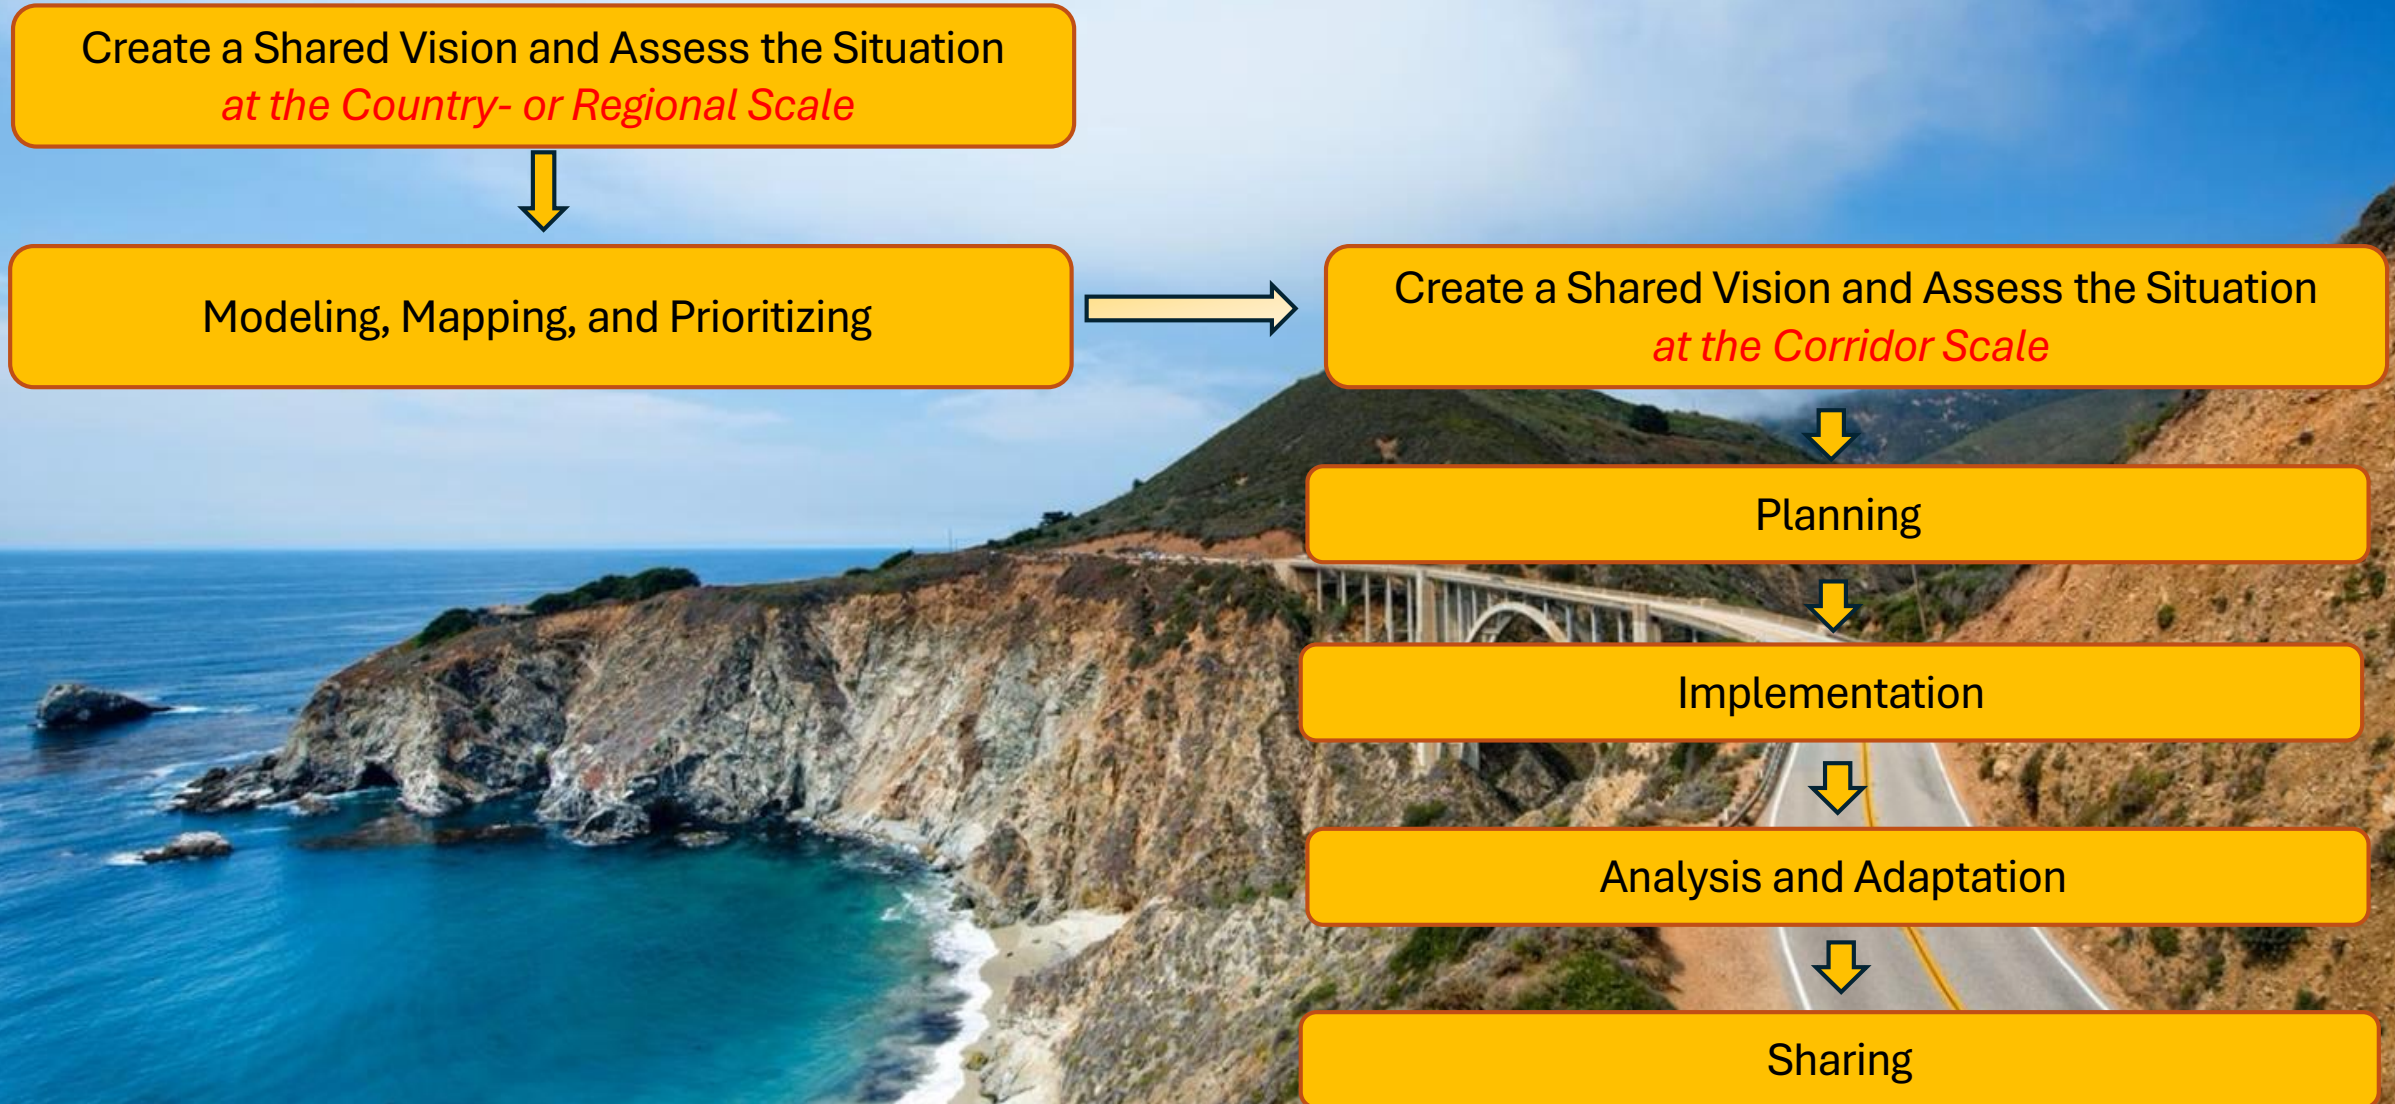 Create a Shared Vision and Assess the Situation
at the Country- or Regional Scale
Modeling, Mapping, and Prioritizing
Create a Shared Vision and Assess the Situation
at the Corridor Scale
Planning
Implementation
Analysis and Adaptation
Sharing